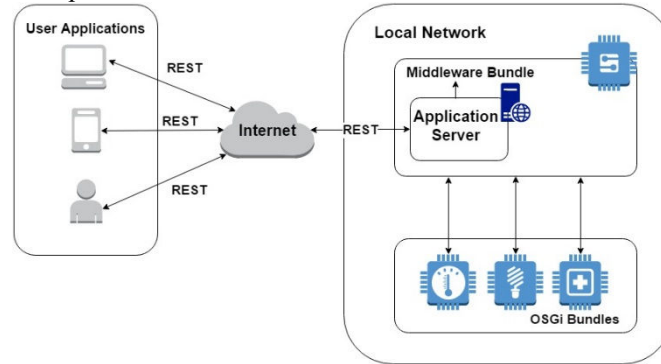 User Applications
REST
REST
REST
Internet
REST
Local Network
Middleware Bundle
Application
Server
OSGi Bundles